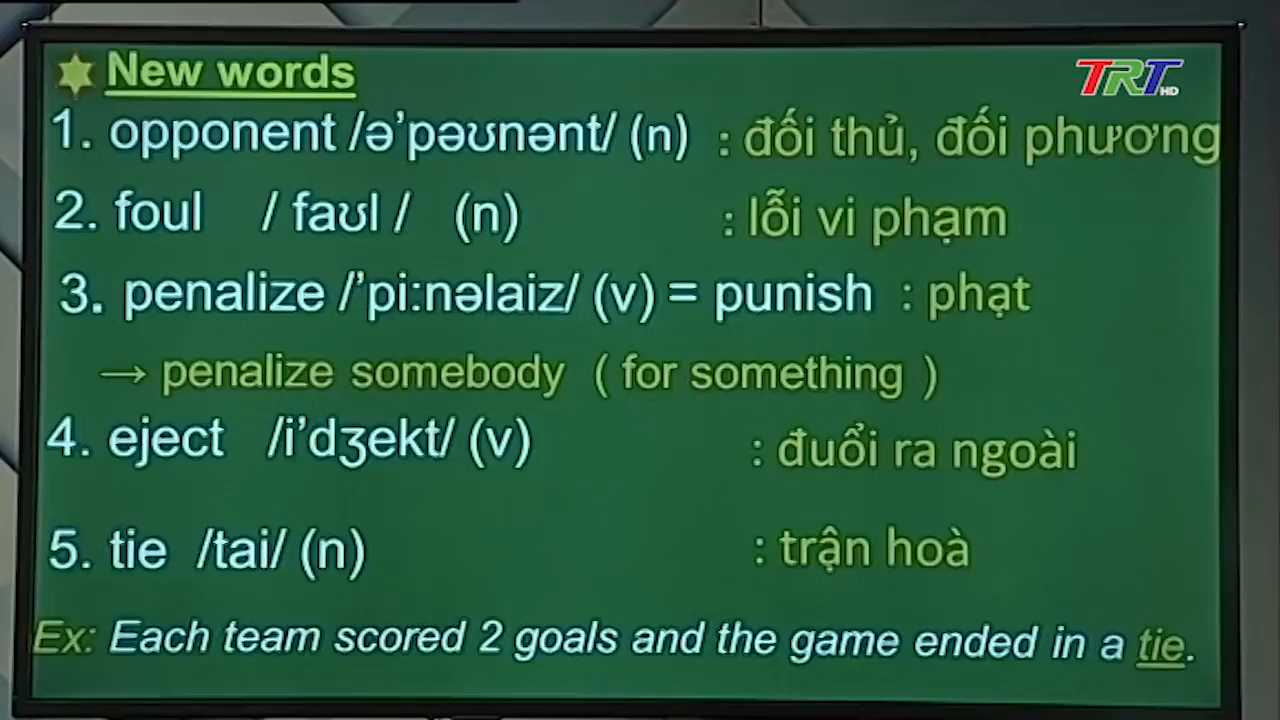 New words
TRT HD
1. opponent /ə’pəʊnənt/ (n) : đối thủ, đối phương
2. foul / faʊl / (n) : lỗi vi phạm
3. penalize /’pi:nəlaiz/ (v) = punish : phạt
→ penalize somebody ( for something )
4. eject /i’dʒekt/ (v) : đuổi ra ngoài
5. tie /tai/ (n) : trận hoà
Ex: Each team scored 2 goals and the game ended in a tie.